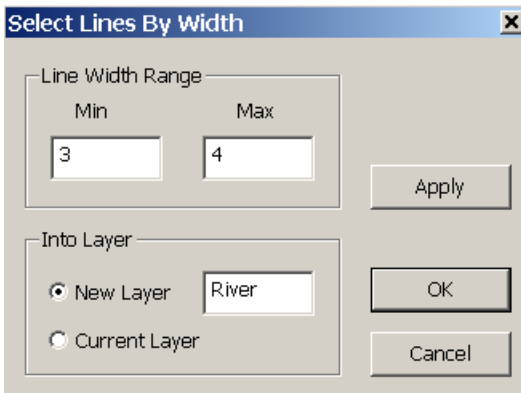 Select Lines By Width
Line Width Range
Min Max
3 4
Apply
Into Layer
New Layer River
OK
Current Layer
Cancel